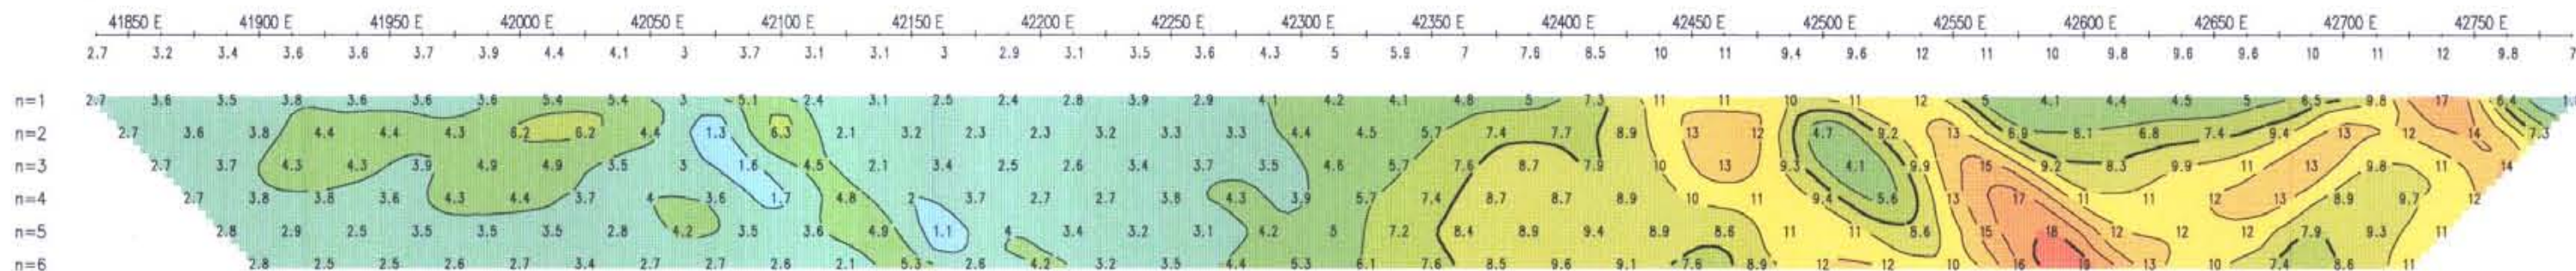 41850 E 41900 E 41950 E 42000 E 42050 E 42100 E 42150 E 42200 E 42250 E 42300 E 42350 E 42400 E 42450 E 42500 E 42550 E 42600 E 42650 E 42700 E 42750 E
2.7 3.2 3.4 3.6 3.6 3.7 3.9 4.4 4.1 3 3.7 3.1 3.1 3 2.9 3.1 3.5 3.6 4.3 5 5.9 7 7.6 8.5 10 11 9.4 9.6 12 11 10 9.8 9.6 9.6 10 11 12 9.8 7
n=1 2.7 3.6 3.5 3.8 3.6 3.6 3.6 5.4 5.4 3 5.1 2.4 3.1 2.5 2.4 2.8 3.9 2.9 4.1 4.2 4.1 4.8 5 7.3 11 11 10 11 12 5 4.1 4.4 4.5 5 6.5 9.8 17 6.4
n=2 2.7 3.6 3.8 4.4 4.4 4.3 6.2 6.2 4.4 1.3 6.3 2.1 3.2 2.3 2.3 3.2 3.3 3.3 4.4 4.5 5.7 7.4 7.7 8.9 13 12 4.7 9.2 13 6.9 8.1 6.8 7.4 9.4 13 12 14 7.3
n=3 2.7 3.7 4.3 4.3 3.9 4.9 4.9 3.5 3 1.6 4.5 2.1 3.4 2.5 2.6 3.4 3.7 3.5 4.6 5.7 7.6 8.7 7.9 10 13 9.3 4.1 9.9 15 9.2 8.3 9.9 11 13 9.8 11 14
n=4 2.7 3.8 3.8 3.6 4.3 4.4 3.7 4 3.6 1.7 4.8 2 3.7 2.7 2.7 3.8 4.3 3.9 5.7 7.4 8.7 8.7 8.9 10 11 9.4 5.6 13 17 11 11 12 13 8.9 9.7 12
n=5 2.8 2.9 2.5 3.5 3.5 3.5 2.8 4.2 3.5 3.6 4.9 1.1 4 3.4 3.2 3.1 4.2 5 7.2 8.4 8.9 9.4 8.9 8.6 11 11 8.6 15 18 12 12 12 7.9 9.3 11
n=6 2.8 2.5 2.5 2.6 2.7 3.4 2.7 2.7 2.6 2.1 5.3 2.6 4.2 3.2 3.5 4.4 5.3 6.1 7.6 8.5 9.6 9.1 7.6 8.9 12 12 10 16 19 13 10 7.4 8.6 11